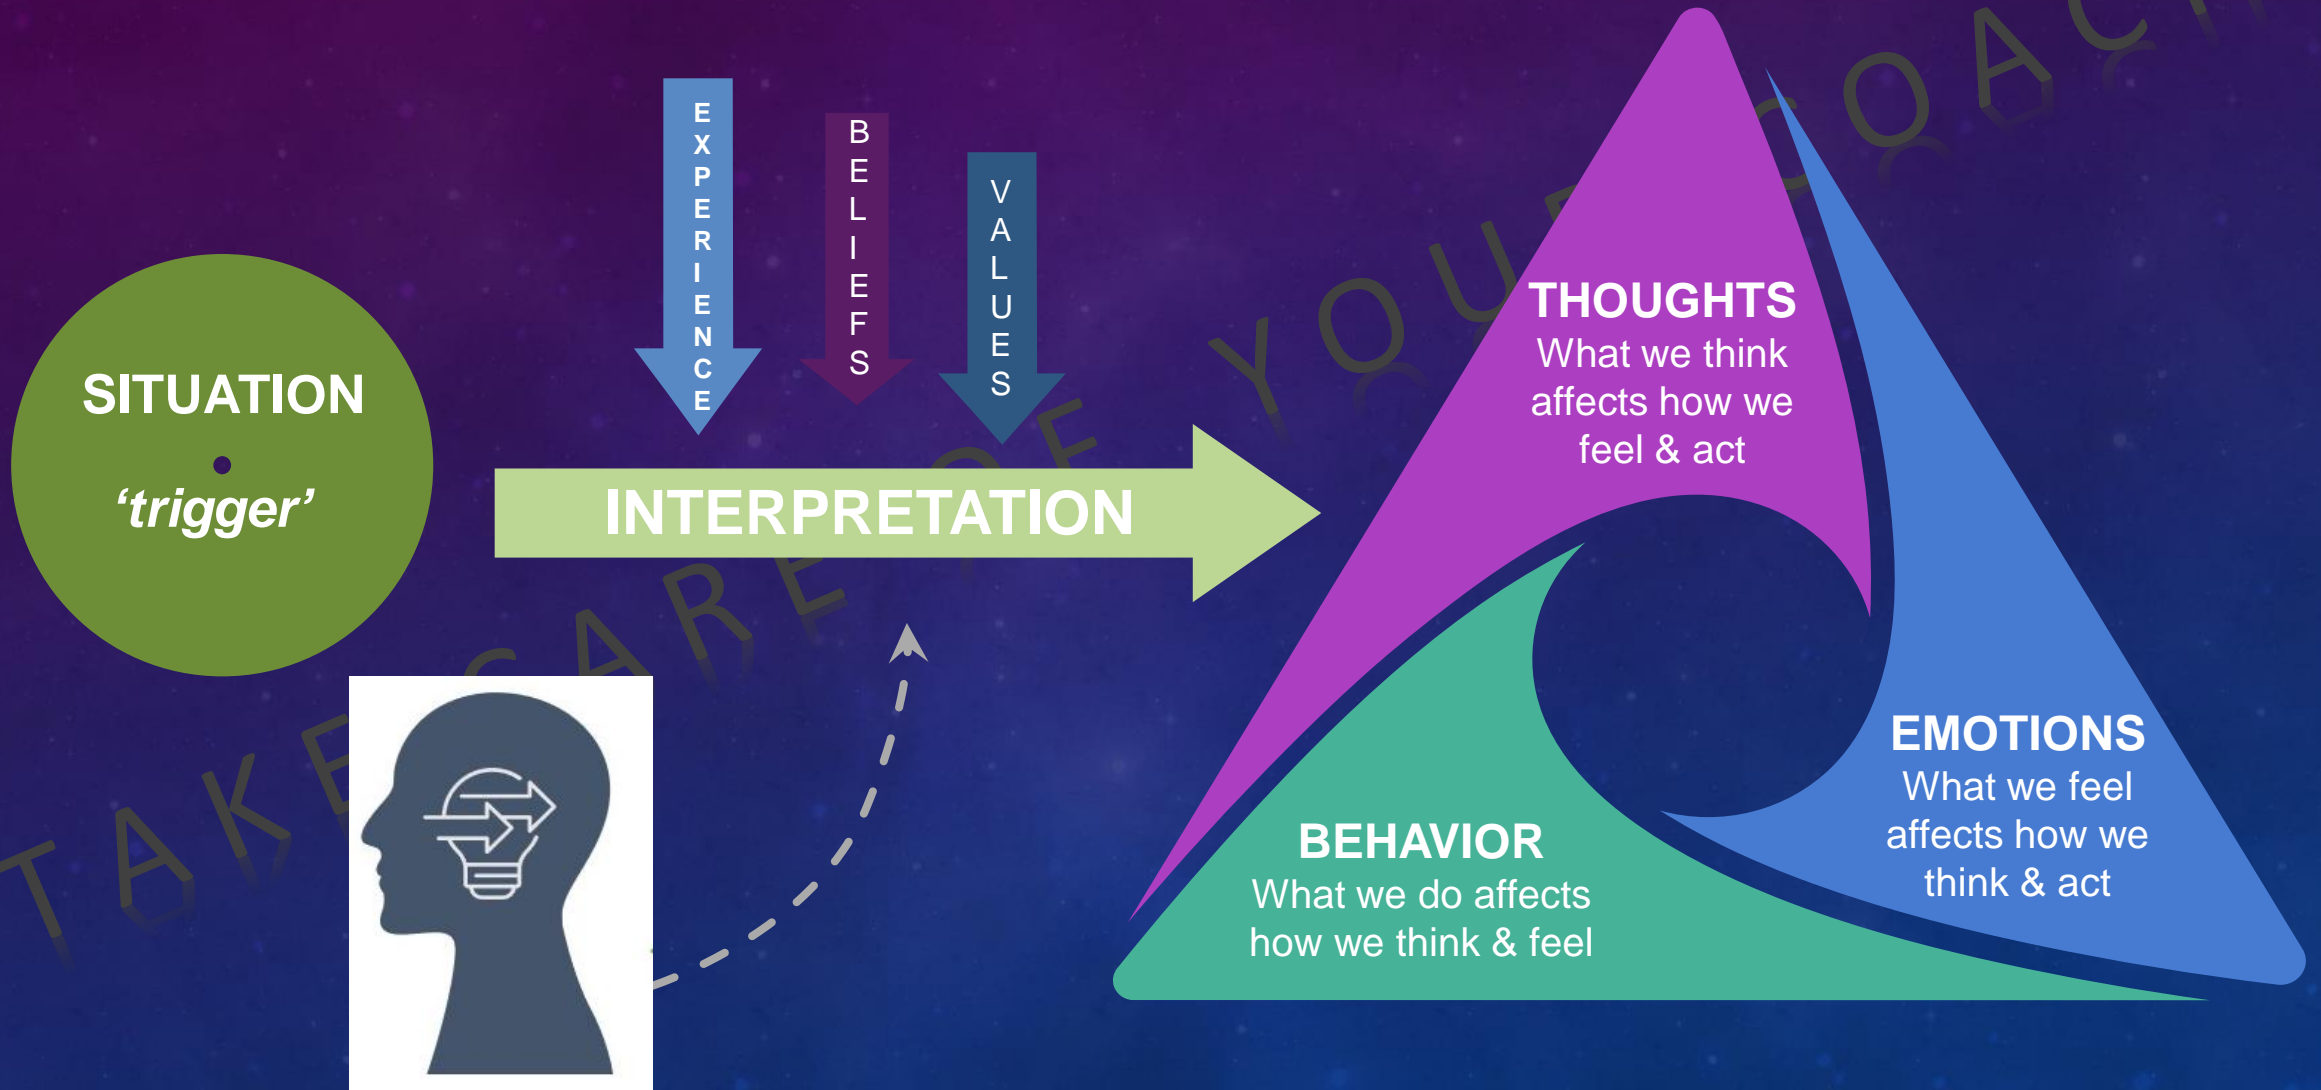 SITUATION
‘trigger’
EXPERIENCE
BELIEFS
VALUES
INTERPRETATION
THOUGHTS
What we think
affects how we
feel & act
EMOTIONS
What we feel
affects how we
think & act
BEHAVIOR
What we do affects
how we think & feel
TAKE CARE OF YOUR COACH